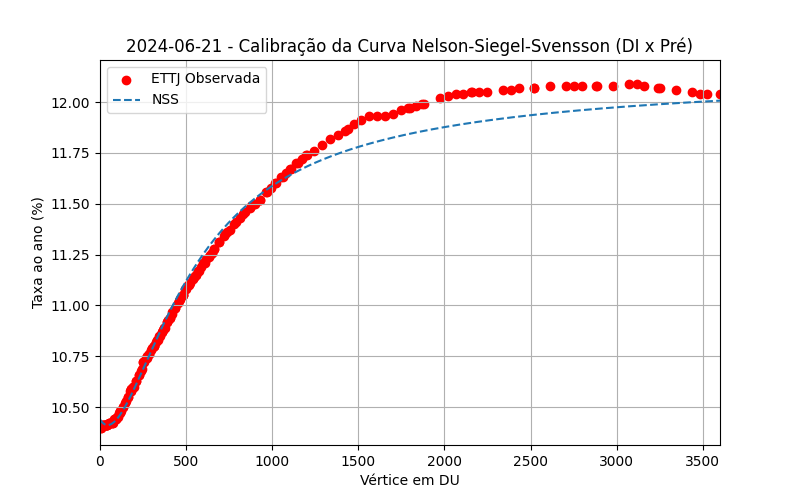 2024-06-21 - Calibração da Curva Nelson-Siegel-Svensson (DI x Pré)
ETTJ Observada
NSS
Taxa ao ano (%)
12.00
11.75
11.50
11.25
11.00
10.75
10.50
0 500 1000 1500 2000 2500 3000 3500
Vértice em DU